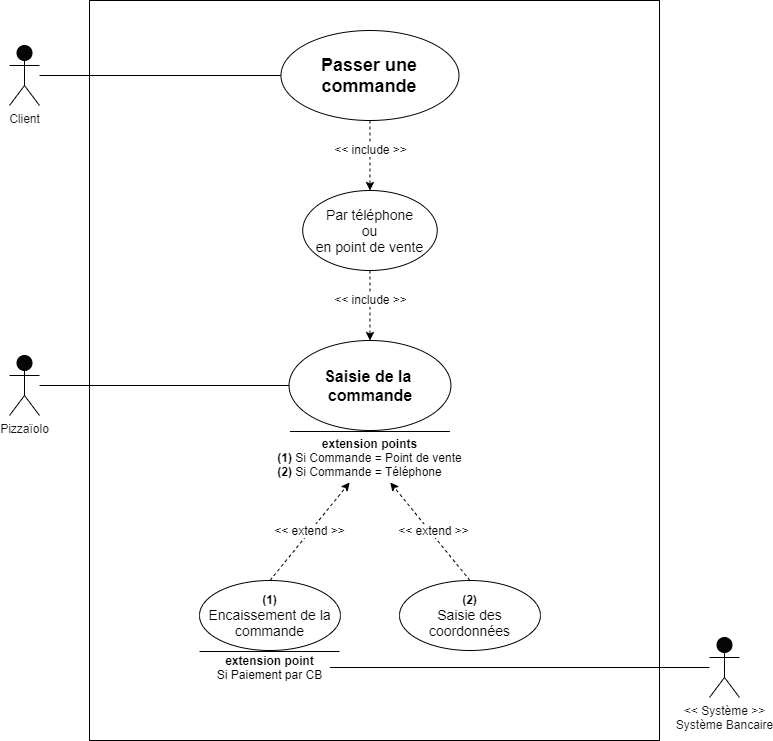 Passer une
commande
Client
<< include >>
Par téléphone
ou
en point de vente
<< include >>
Saisie de la
commande
Pizzaïolo
extension points
(1) Si Commande = Point de vente
(2) Si Commande = Téléphone
<< extend >>
<< extend >>
(1)
Encaissement de la
commande
(2)
Saisie des
coordonnées
extension point
Si Paiement par CB
<< Système >>
Système Bancaire